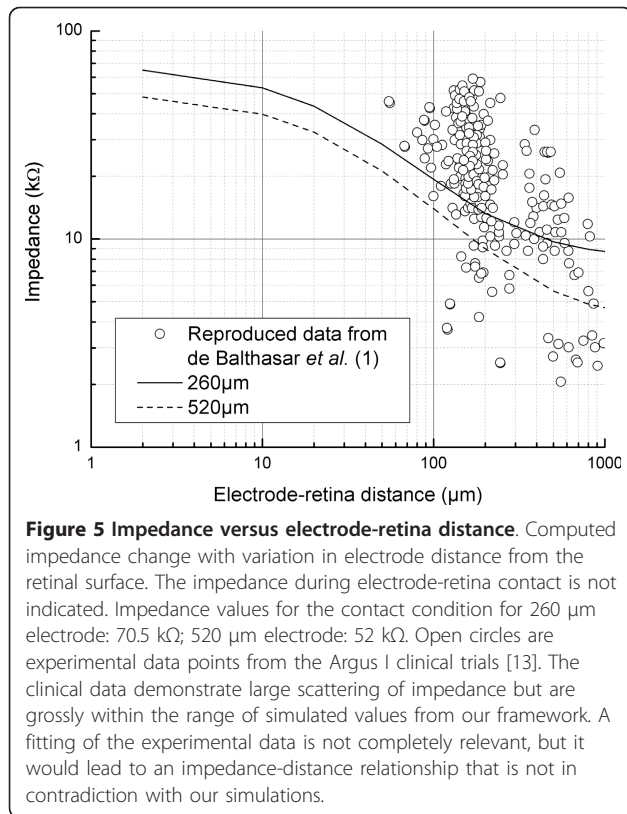 100
10
1
Impedance (kΩ)
1
10
100
1000
Electrode-retina distance (µm)
Reproduced data from
de Balthasar et al. (1)
260µm
520µm
Figure 5 Impedance versus electrode-retina distance. Computed
impedance change with variation in electrode distance from the
retinal surface. The impedance during electrode-retina contact is not
indicated. Impedance values for the contact condition for 260 μm
electrode: 70.5 kΩ; 520 μm electrode: 52 kΩ. Open circles are
experimental data points from the Argus I clinical trials [13]. The
clinical data demonstrate large scattering of impedance but are
grossly within the range of simulated values from our framework. A
fitting of the experimental data is not completely relevant, but it
would lead to an impedance-distance relationship that is not in
contradiction with our simulations.